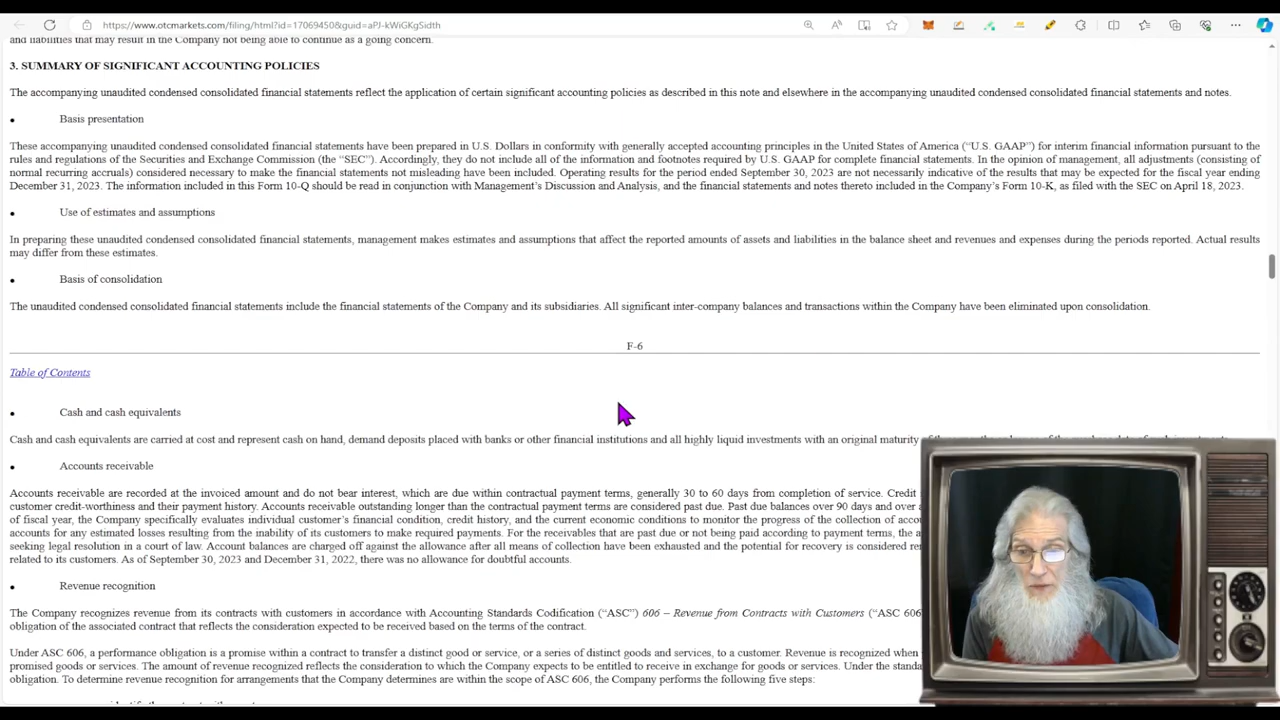 https://www.otcmarkets.com/filing/html?id=17069450&guid=aPJ-kWiGKgSidth
and liabilities that may result in the Company not being able to continue as a going concern.
3. SUMMARY OF SIGNIFICANT ACCOUNTING POLICIES
The accompanying unaudited condensed consolidated financial statements reflect the application of certain significant accounting policies as described in this note and elsewhere in the accompanying unaudited condensed consolidated financial statements and notes.
● Basis presentation
These accompanying unaudited condensed consolidated financial statements have been prepared in U.S. Dollars in conformity with generally accepted accounting principles in the United States of America (“U.S. GAAP”) for interim financial information pursuant to the
rules and regulations of the Securities and Exchange Commission (the “SEC”). Accordingly, they do not include all of the information and footnotes required by U.S. GAAP for complete financial statements. In the opinion of management, all adjustments (consisting of
normal recurring accruals) considered necessary to make the financial statements not misleading have been included. Operating results for the period ended September 30, 2023 are not necessarily indicative of the results that may be expected for the fiscal year ending
December 31, 2023. The information included in this Form 10-Q should be read in conjunction with Management’s Discussion and Analysis, and the financial statements and notes thereto included in the Company’s Form 10-K, as filed with the SEC on April 18, 2023.
● Use of estimates and assumptions
In preparing these unaudited condensed consolidated financial statements, management makes estimates and assumptions that affect the reported amounts of assets and liabilities in the balance sheet and revenues and expenses during the periods reported. Actual results
may differ from these estimates.
● Basis of consolidation
The unaudited condensed consolidated financial statements include the financial statements of the Company and its subsidiaries. All significant inter-company balances and transactions within the Company have been eliminated upon consolidation.
F-6
Table of Contents
● Cash and cash equivalents
Cash and cash equivalents are carried at cost and represent cash on hand, demand deposits placed with banks or other financial institutions and all highly liquid investments with an original maturity
● Accounts receivable
Accounts receivable are recorded at the invoiced amount and do not bear interest, which are due within contractual payment terms, generally 30 to 60 days from completion of service. Credit
customer credit-worthiness and their payment history. Accounts receivable outstanding longer than the contractual payment terms are considered past due. Past due balances over 90 days and over
of fiscal year, the Company specifically evaluates individual customer’s financial condition, credit history, and the current economic conditions to monitor the progress of the collection of
accounts for any estimated losses resulting from the inability of its customers to make required payments. For the receivables that are past due or not being paid according to payment terms, the
seeking legal resolution in a court of law. Account balances are charged off against the allowance after all means of collection have been exhausted and the potential for recovery is considered
related to its customers. As of September 30, 2023 and December 31, 2022, there was no allowance for doubtful accounts.
● Revenue recognition
The Company recognizes revenue from its contracts with customers in accordance with Accounting Standards Codification (“ASC”) 606 – Revenue from Contracts with Customers (“ASC 606
obligation of the associated contract that reflects the consideration expected to be received based on the terms of the contract.
Under ASC 606, a performance obligation is a promise within a contract to transfer a distinct good or service, or a series of distinct goods and services, to a customer. Revenue is recognized when
promised goods or services. The amount of revenue recognized reflects the consideration to which the Company expects to be entitled to receive in exchange for goods or services. Under the
obligation. To determine revenue recognition for arrangements that the Company determines are within the scope of ASC 606, the Company performs the following five steps: